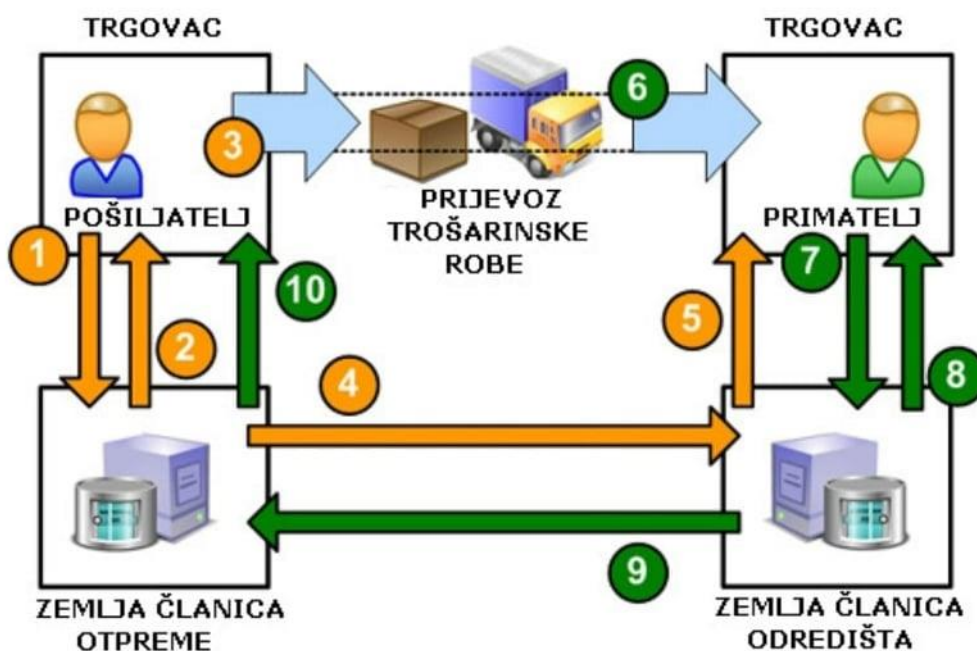 TRGOVAC
TRGOVAC
6
3
PRIJEVOZ
TROŠARINSKE
ROBE
POŠILJATELJ
PRIMATELJ
1
7
10
2
5
4
8
9
ZEMLJA ČLANICA
OTPREME
ZEMLJA ČLANICA
ODREDIŠTA